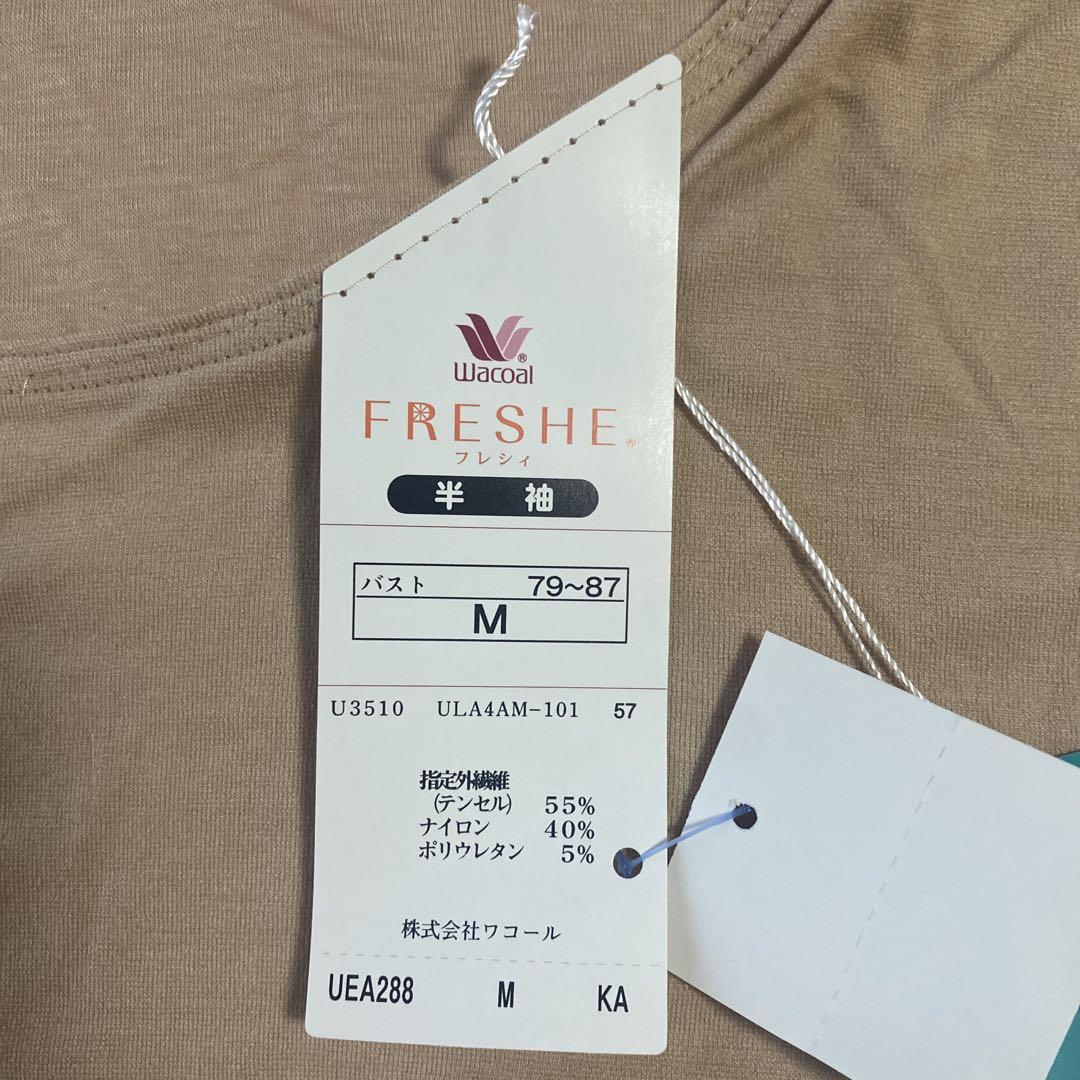 Wacoal®
FRESHE®
フレシィ
半 袖
バスト 79〜87
M
U3510 ULA4AM-101 57
指定外繊維
(テンセル) 55%
ナイロン 40%
ポリウレタン 5%
株式会社ワコール
UEA288 M KA